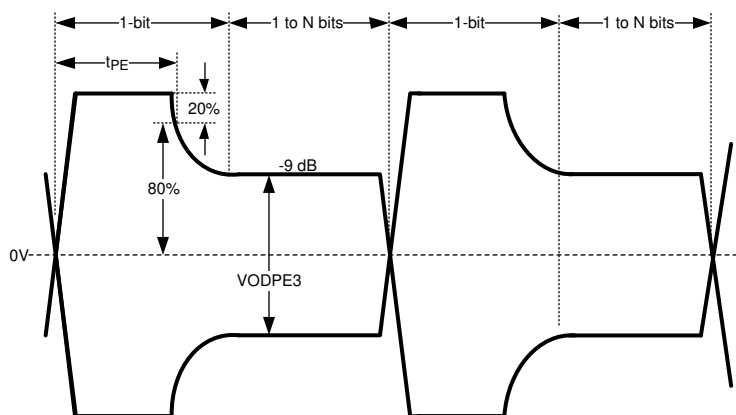 1-bit 1 to N bits 1-bit 1 to N bits
tPE
20%
-9 dB
80%
0V
VODPE3